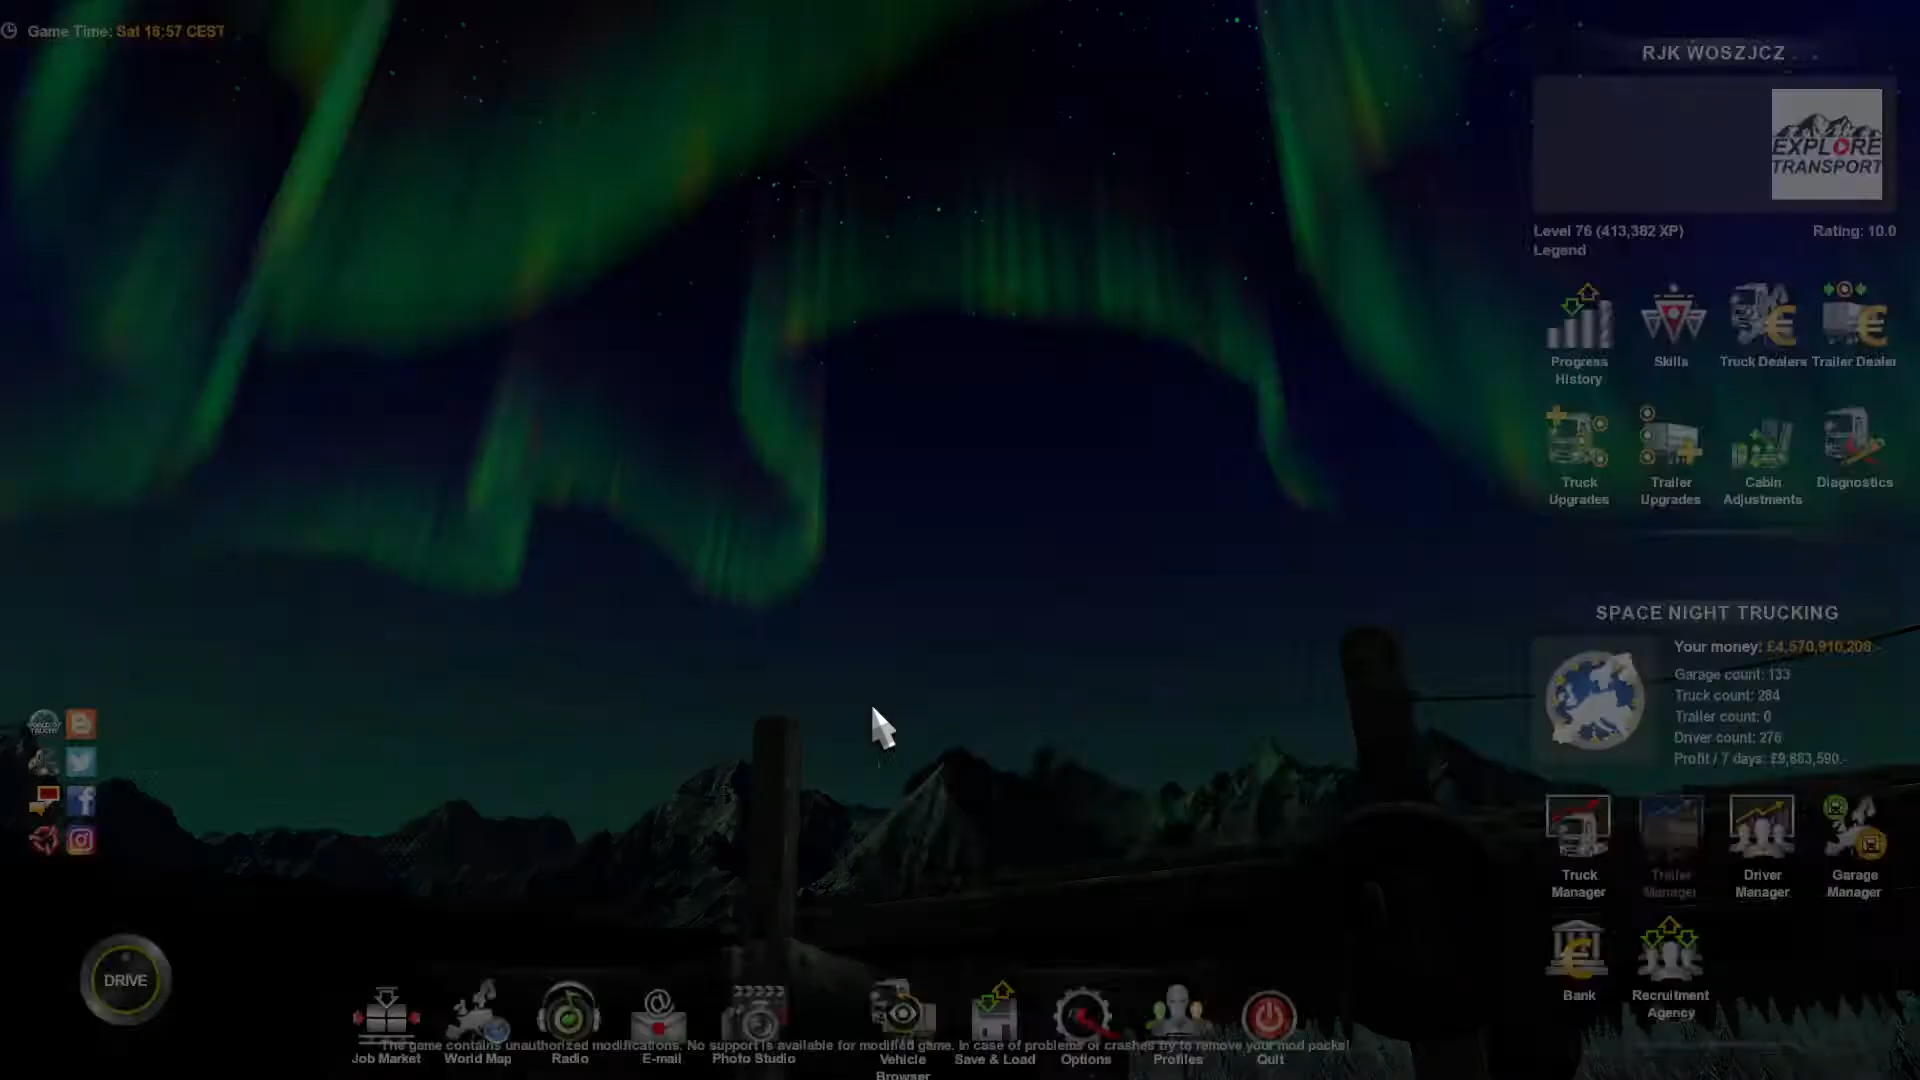 Game Time: Sat 16:57 CEST
RJK WOSZJCZ
EXPLORE
TRANSPORT
Level 76 (413,382 XP)
Rating: 10.0
Legend
Progress
History
Skills
Truck Dealers
Trailer Dealer
Truck
Upgrades
Trailer
Upgrades
Cabin
Adjustments
Diagnostics
SPACE NIGHT TRUCKING
Your money: £4,570,910,208.-
Garage count: 133
Truck count: 284
Trailer count: 0
Driver count: 276
Profit / 7 days: £9,883,590.-
Truck
Manager
Trailer
Manager
Driver
Manager
Garage
Manager
Bank
Recruitment
Agency
DRIVE
The game contains unauthorized modifications. No support is available for modified game. In case of problems or crashes try to remove your mod packs!
Job Market
World Map
Radio
E-mail
Photo Studio
Vehicle
Browser
Save & Load
Options
Profiles
Quit